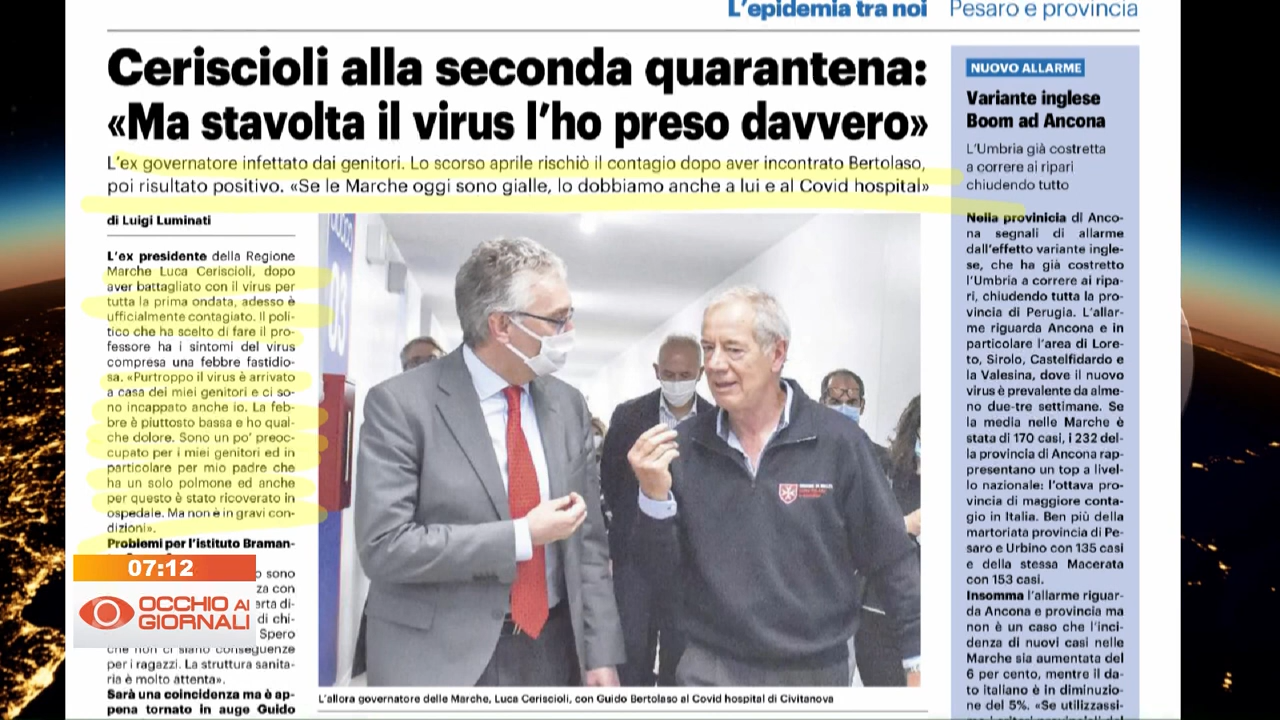 L'epidemia tra noi Pesaro e provincia
Ceriscioli alla seconda quarantena:
«Ma stavolta il virus l'ho preso davvero»
L'ex governatore infettato dai genitori. Lo scorso aprile rischiò il contagio dopo aver incontrato Bertolaso,
poi risultato positivo. «Se le Marche oggi sono gialle, lo dobbiamo anche a lui e al Covid hospital»
di Luigi Luminati
L'ex presidente della Regione
Marche Luca Ceriscioli, dopo
aver battagliato con il virus per
tutta la prima ondata, adesso è
ufficialmente contagiato. Il poli-
tico che ha scelto di fare il pro-
fessore ha i sintomi del virus
compresa una febbre fastidio-
sa. «Purtroppo il virus è arrivato
a casa dei miei genitori e ci so-
no incappato anche io. La feb-
bre è piuttosto bassa e ho qual-
che dolore. Sono un po' preoc-
cupato per i miei genitori ed in
particolare per mio padre che
ha un solo polmone ed anche
per questo è stato ricoverato in
ospedale. Ma non è in gravi con-
dizioni».
Problemi per l'istituto Braman-
sono
za con
erta di-
di chi-
Spero
che non ci siano conseguenze
per i ragazzi. La struttura sanita-
ria è molto attenta».
Sarà una coincidenza ma è ap-
pena tornato in auge Guido
07:12
OCCHIO AI
GIORNALI
03
L'allora governatore delle Marche, Luca Ceriscioli, con Guido Bertolaso al Covid hospital di Civitanova
NUOVO ALLARME
Variante inglese
Boom ad Ancona
L'Umbria già costretta
a correre ai ripari
chiudendo tutto
Nella provinicia di Anco-
na segnali di allarme
dall'effetto variante ingle-
se, che ha già costretto
l'Umbria a correre ai ripa-
ri, chiudendo tutta la pro-
vincia di Perugia. L'allar-
me riguarda Ancona e in
particolare l'area di Lore-
to, Sirolo, Castelfidardo e
la Valesina, dove il nuovo
virus è prevalente da alme-
no due-tre settimane. Se
la media nelle Marche è
stata di 170 casi, i 232 del-
la provincia di Ancona rap-
presentano un top a livel-
lo nazionale: l'ottava pro-
vincia di maggiore conta-
gio in Italia. Ben più della
martoriata provincia di Pe-
saro e Urbino con 135 casi
e della stessa Macerata
con 153 casi.
Insomma l'allarme riguar-
da Ancona e provincia ma
non è un caso che l'inci-
denza di nuovi casi nelle
Marche sia aumentata del
6 per cento, mentre il da-
to italiano è in diminuzio-
ne del 5%. «Se utilizzassi-